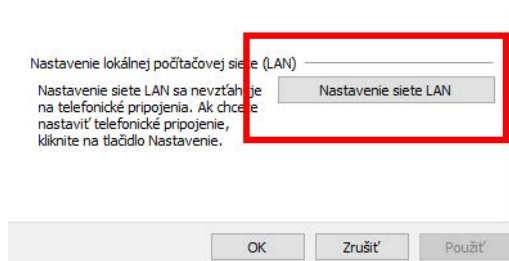 Nastavenie lokálnej počítačovej siete (LAN)
Nastavenie siete LAN sa nevzťahuje
na telefonické pripojenia. Ak chcete
nastaviť telefonické pripojenie,
kliknite na tlačidlo Nastavenie.
Nastavenie siete LAN
OK
Zrušiť
Použiť